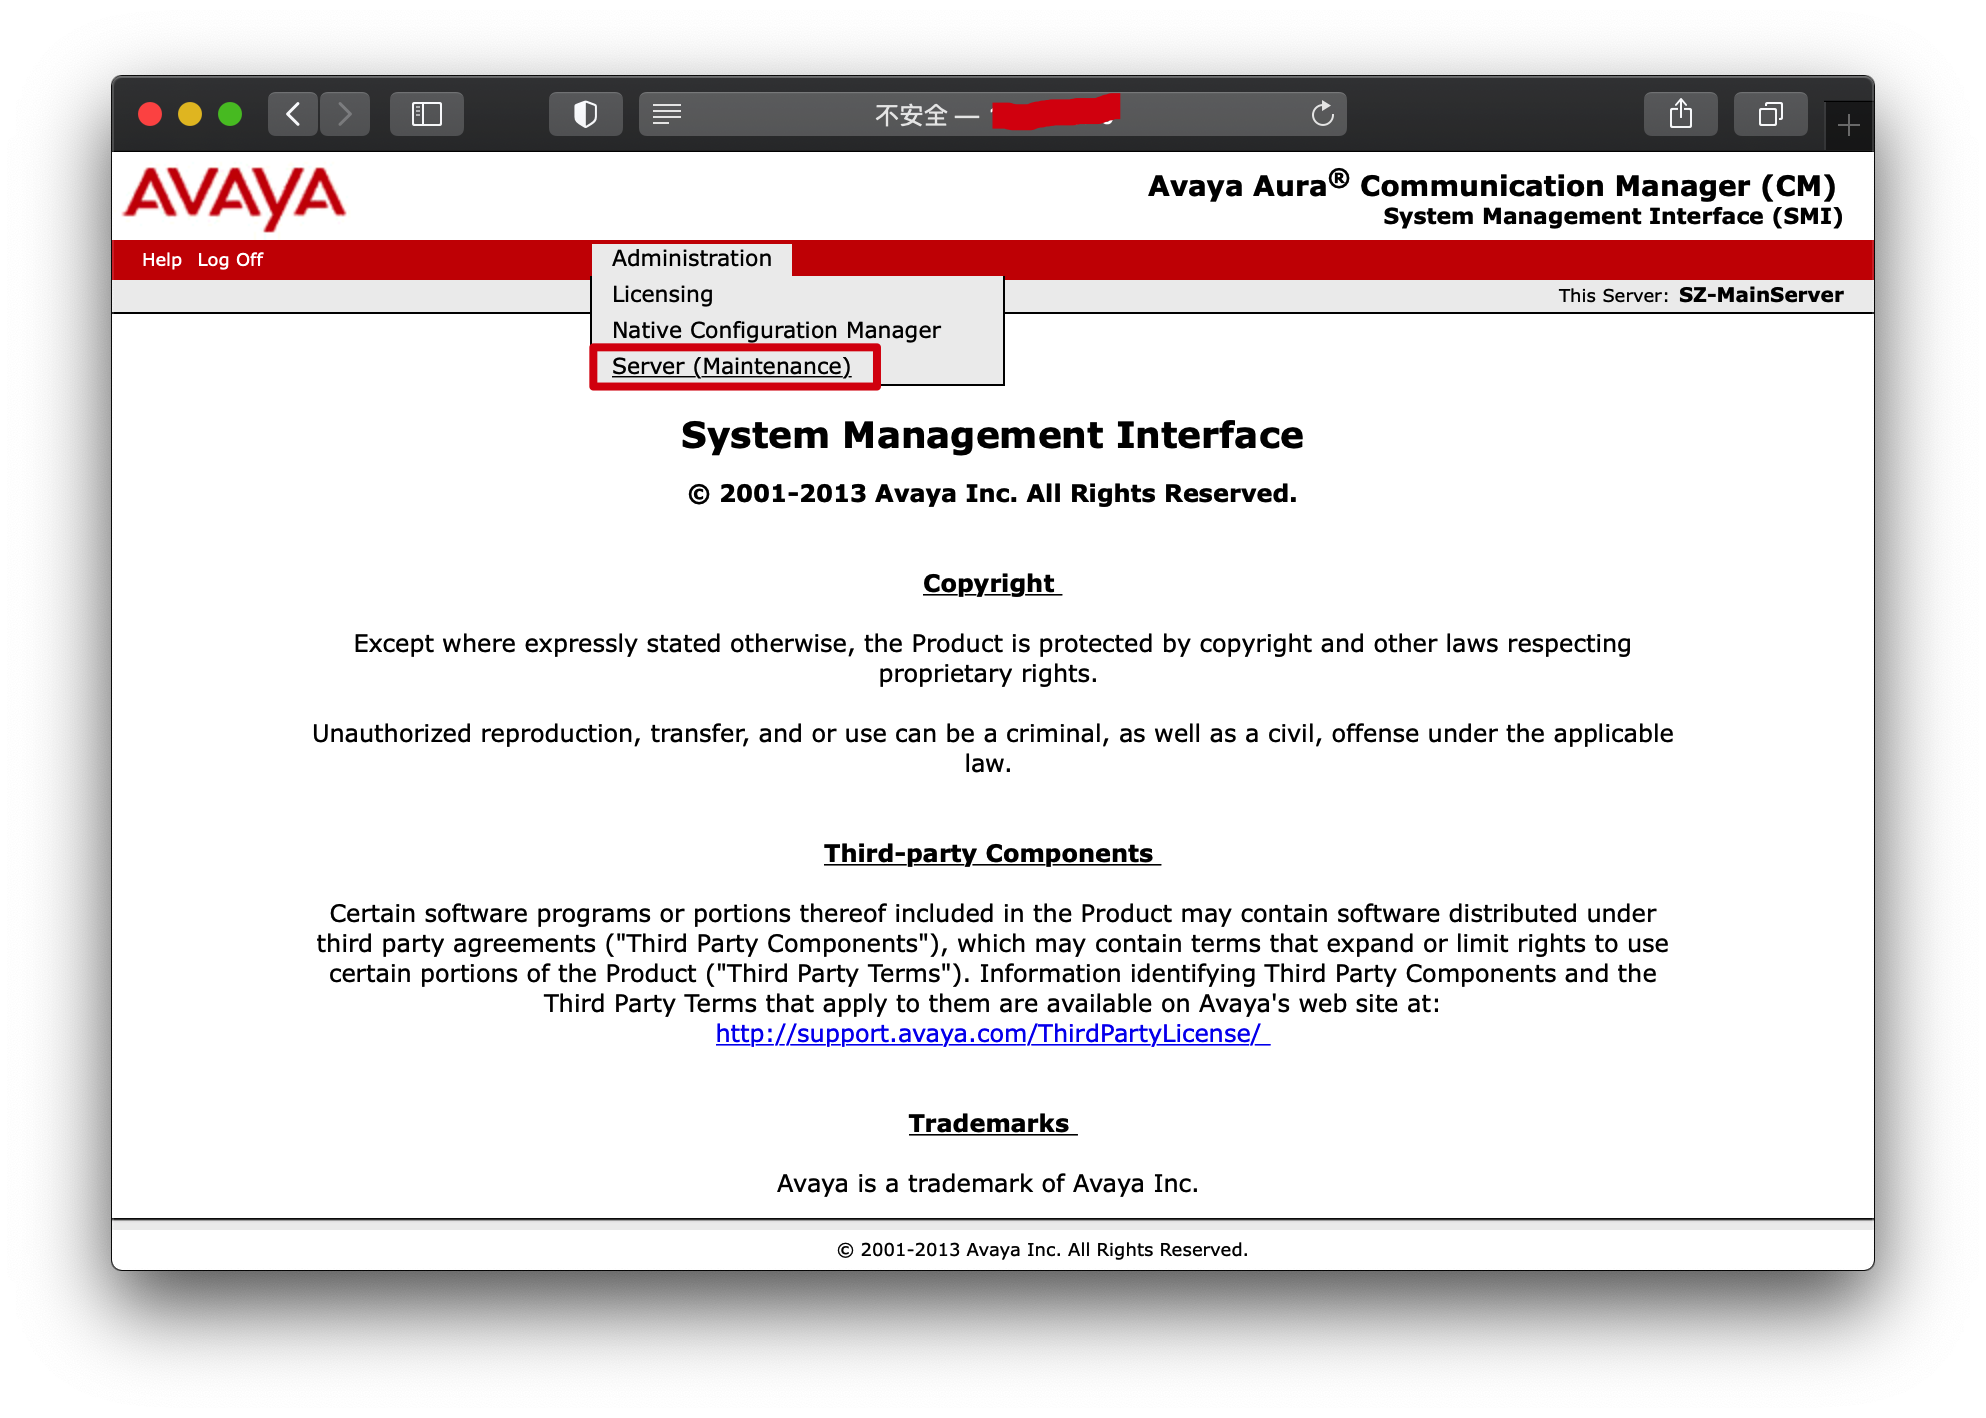 不安全 —
AVAYA
Avaya Aura® Communication Manager (CM)
System Management Interface (SMI)
Help Log Off
Administration
Licensing
Native Configuration Manager
Server (Maintenance)
This Server: SZ-MainServer
System Management Interface
© 2001-2013 Avaya Inc. All Rights Reserved.
Copyright
Except where expressly stated otherwise, the Product is protected by copyright and other laws respecting
proprietary rights.
Unauthorized reproduction, transfer, and or use can be a criminal, as well as a civil, offense under the applicable
law.
Third-party Components
Certain software programs or portions thereof included in the Product may contain software distributed under
third party agreements ("Third Party Components"), which may contain terms that expand or limit rights to use
certain portions of the Product ("Third Party Terms"). Information identifying Third Party Components and the
Third Party Terms that apply to them are available on Avaya's web site at:
http://support.avaya.com/ThirdPartyLicense/
Trademarks
Avaya is a trademark of Avaya Inc.
© 2001-2013 Avaya Inc. All Rights Reserved.